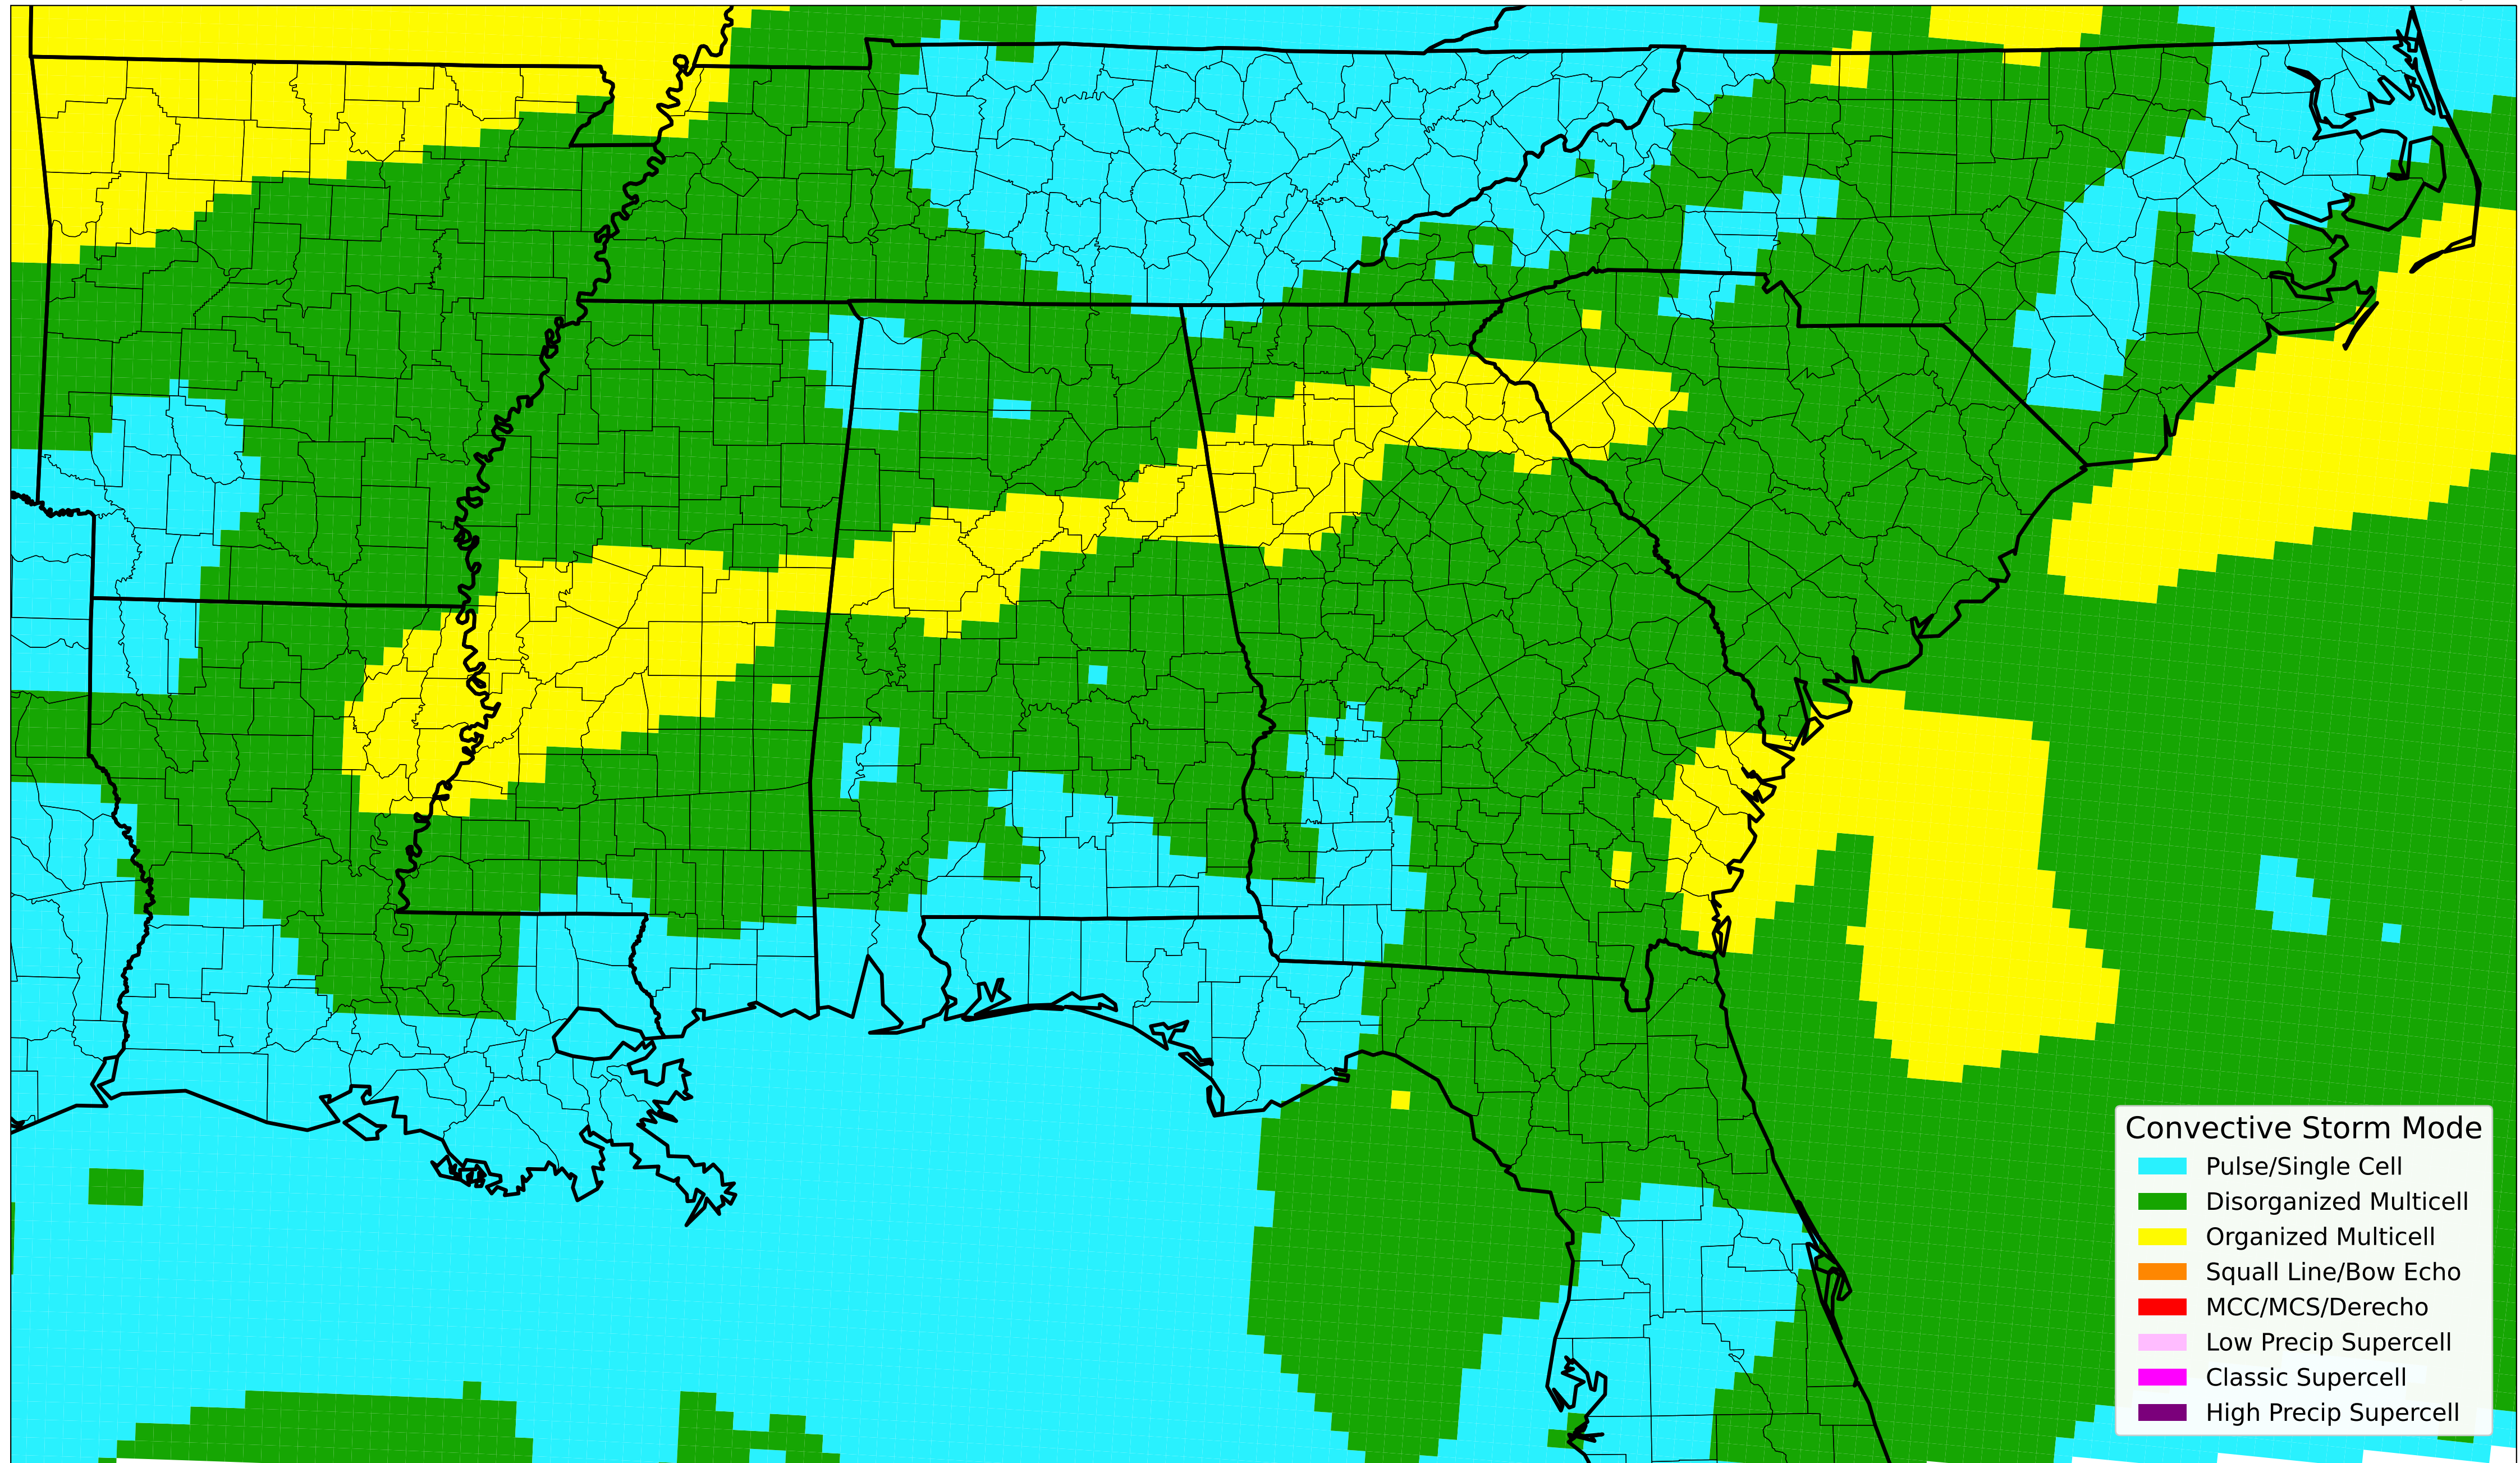 Convective Storm Mode
Pulse/Single Cell
Disorganized Multicell
Organized Multicell
Squall Line/Bow Echo
MCC/MCS/Derecho
Low Precip Supercell
Classic Supercell
High Precip Supercell